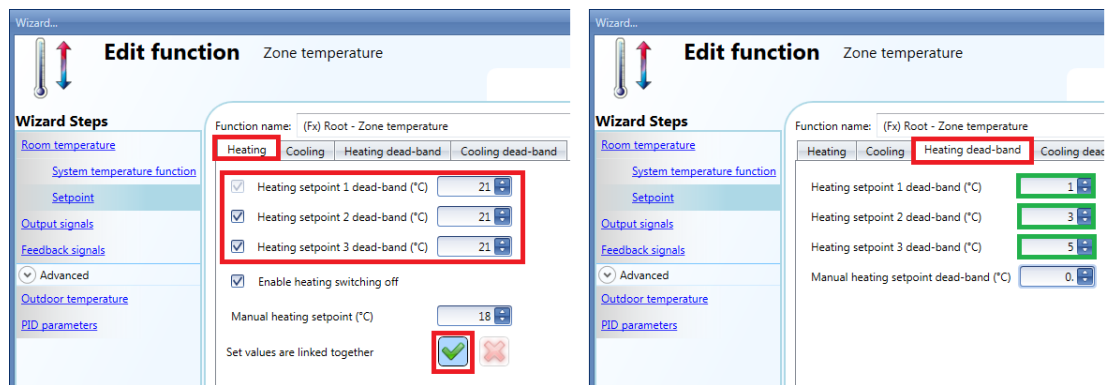 Wizard...
Edit function Zone temperature
Wizard Steps
Room temperature
System temperature function
Setpoint
Output signals
Feedback signals
Advanced
Outdoor temperature
PID parameters
Function name: (Fx) Root - Zone temperature
Heating Cooling Heating dead-band Cooling dead-band
Heating setpoint 1 dead-band (°C) 21
Heating setpoint 2 dead-band (°C) 21
Heating setpoint 3 dead-band (°C) 21
Enable heating switching off
Manual heating setpoint (°C) 18
Set values are linked together
Wizard...
Edit function Zone temperature
Wizard Steps
Room temperature
System temperature function
Setpoint
Output signals
Feedback signals
Advanced
Outdoor temperature
PID parameters
Function name: (Fx) Root - Zone temperature
Heating Cooling Heating dead-band Cooling dead
Heating setpoint 1 dead-band (°C) 1
Heating setpoint 2 dead-band (°C) 3
Heating setpoint 3 dead-band (°C) 5
Manual heating setpoint dead-band (°C) 0.